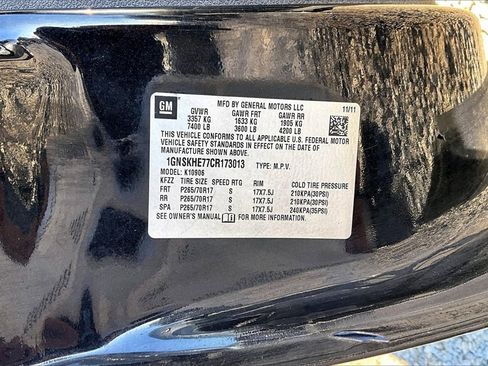 GM
MFD BY GENERAL MOTORS LLC 11/11
GVWR GAWR FRT GAWR RR
3357 KG 1633 KG 1905 KG
7400 LB 3600 LB 4200 LB
THIS VEHICLE CONFORMS TO ALL APPLICABLE U.S. FEDERAL MOTOR
VEHICLE SAFETY STANDARDS IN EFFECT ON THE DATE OF
MANUFACTURE SHOWN ABOVE.
1GNSKHE77CR173013 TYPE: M.P.V.
MODEL: K10906
KFZZ TIRE SIZE SPEED RTG RIM COLD TIRE PRESSURE
FRT P265/70R17 S 17X7.5J 210KPA(30PSI)
RR P265/70R17 S 17X7.5J 210KPA(30PSI)
SPA P265/70R17 S 17X7.5J 240KPA(35PSI)
SEE OWNER'S MANUAL FOR MORE INFORMATION.